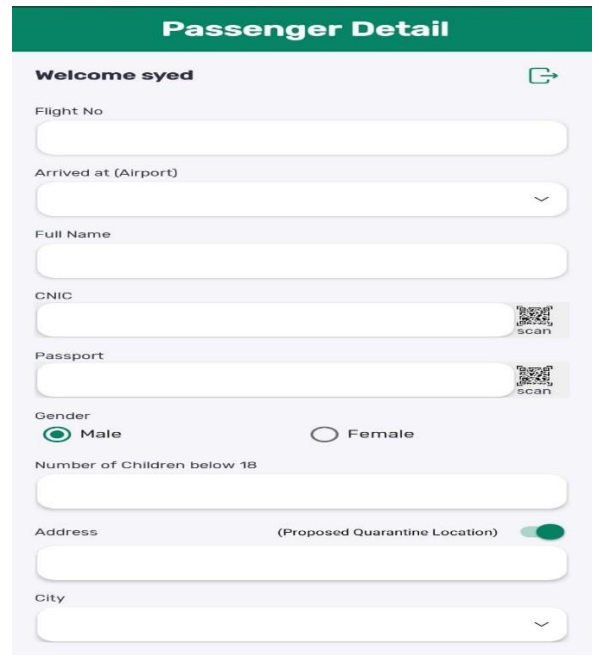 Passenger Detail
Welcome syed
Flight No
Arrived at (Airport)
Full Name
CNIC
scan
Passport
scan
Gender
Male Female
Number of Children below 18
Address (Proposed Quarantine Location)
City